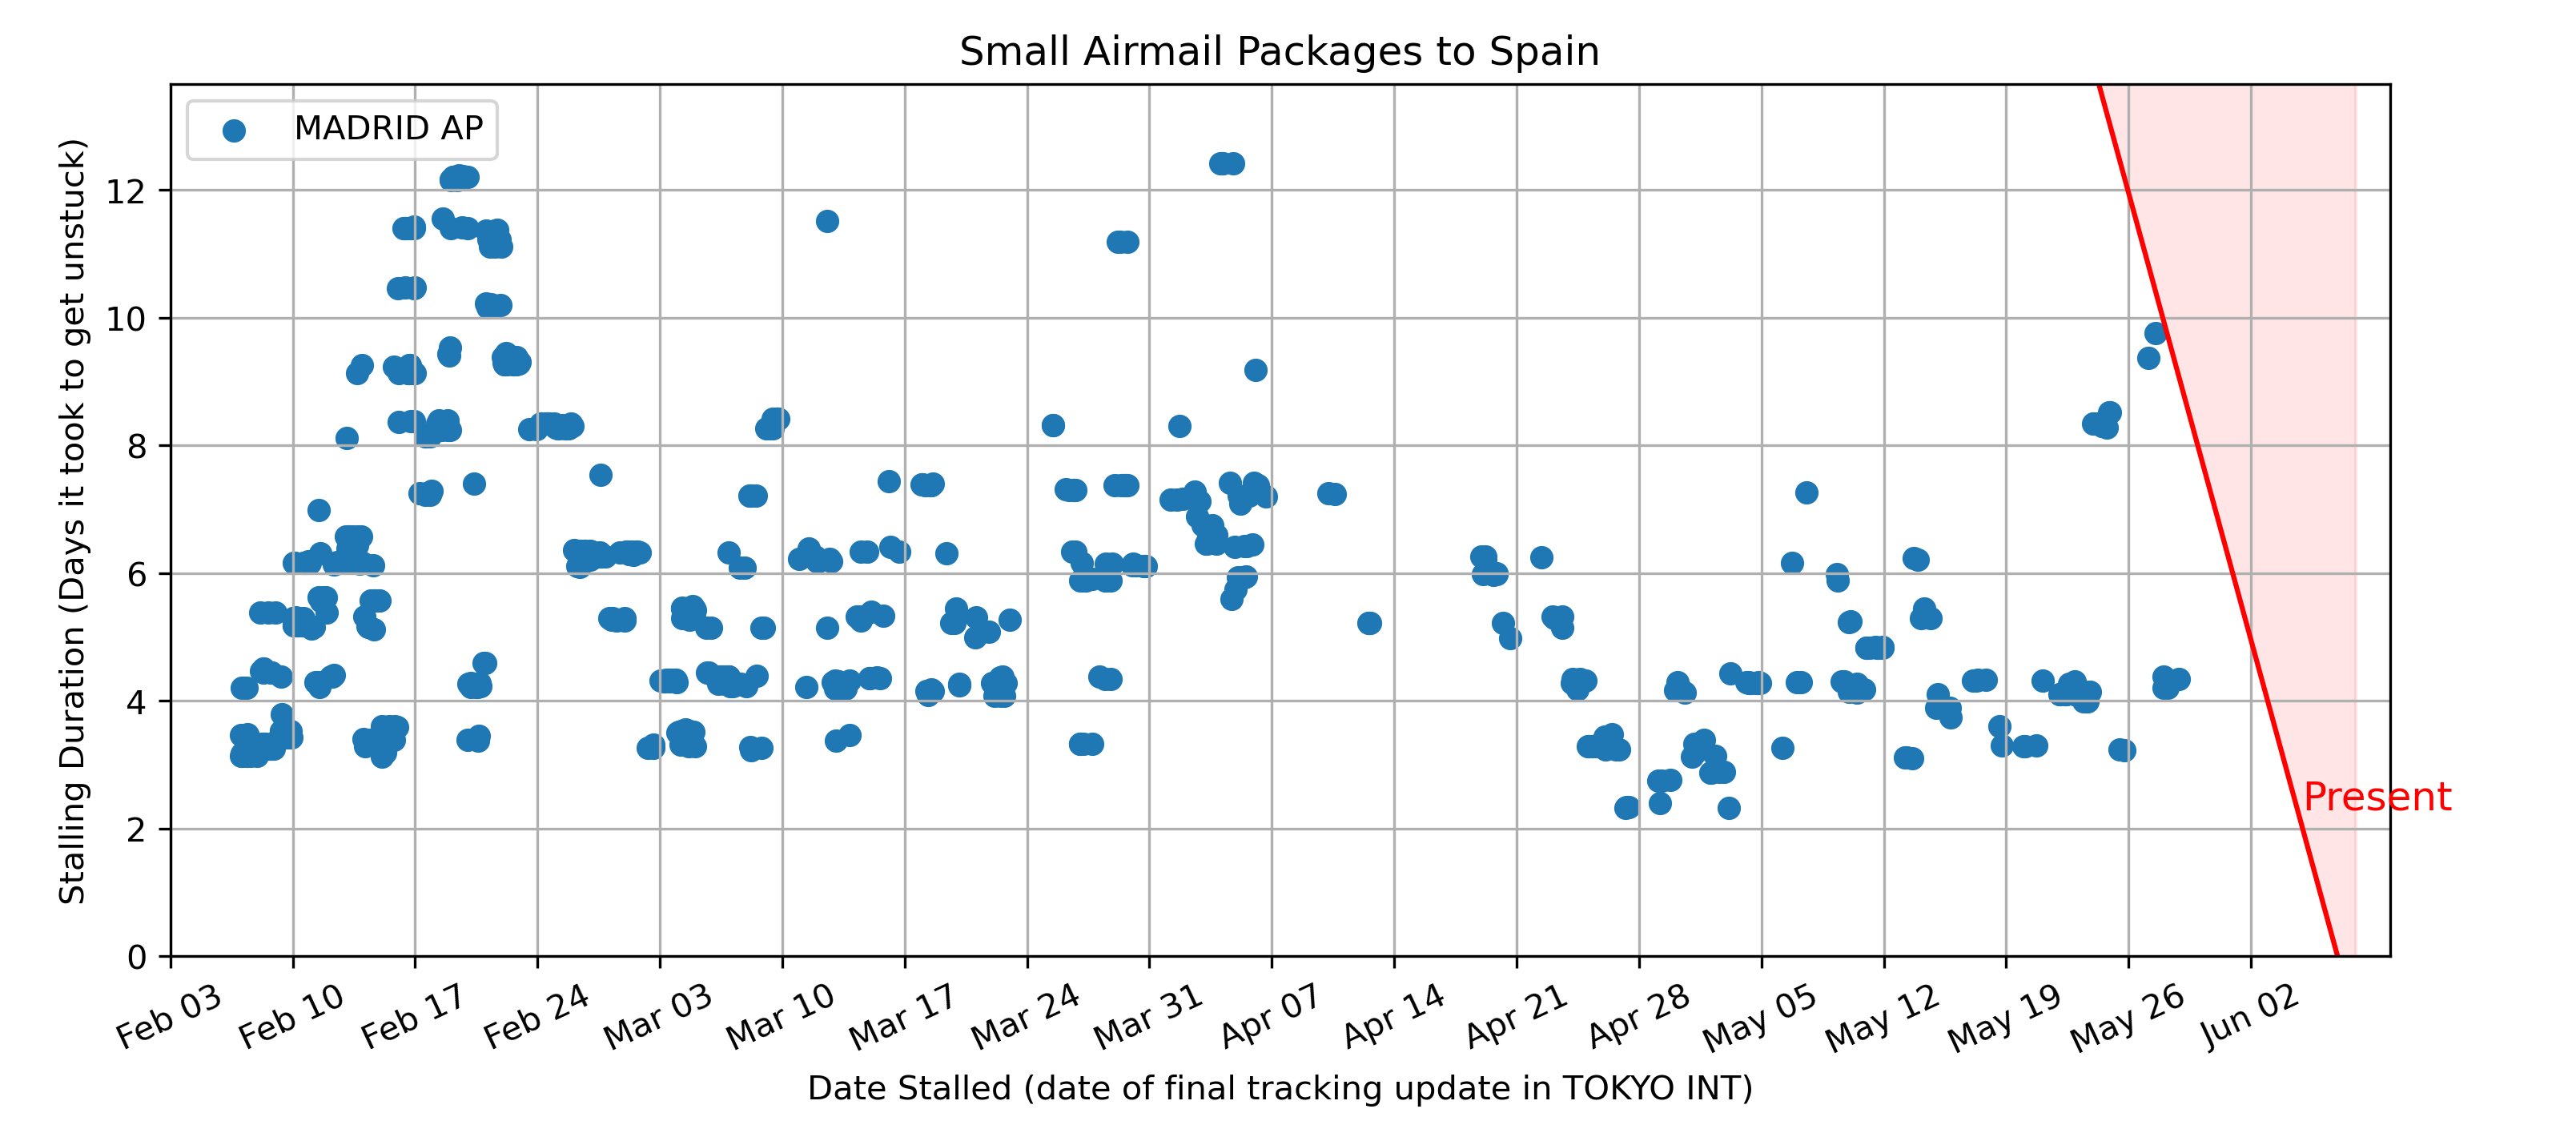 Small Airmail Packages to Spain
MADRID AP
Stalling Duration (Days it took to get unstuck)
12
10
8
6
4
2
0
Present
Feb 03
Feb 10
Feb 17
Feb 24
Mar 03
Mar 10
Mar 17
Mar 24
Mar 31
Apr 07
Apr 14
Apr 21
Apr 28
May 05
May 12
May 19
May 26
Jun 02
Date Stalled (date of final tracking update in TOKYO INT)